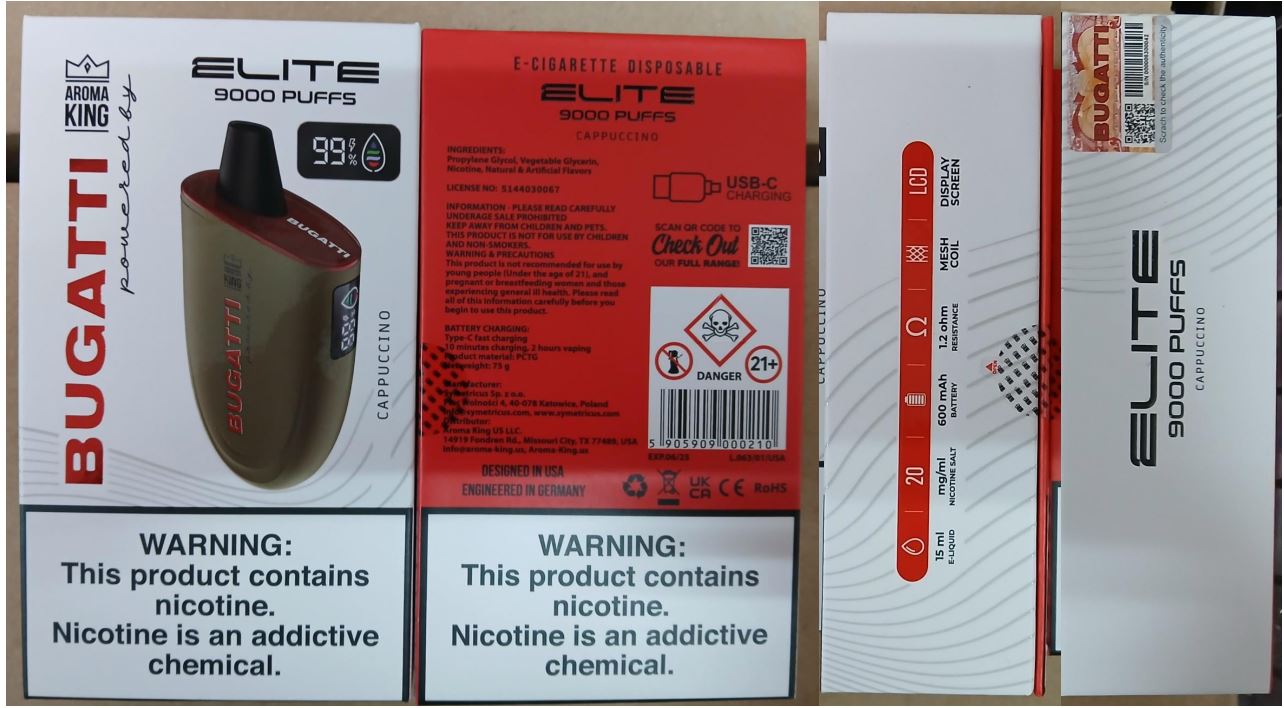 AROMA
KING
BUGATTI
powered by
ELITE
9000 PUFFS
99%
BUGATTI
AROMA
KING
BUGATTI
CAPPUCCINO
WARNING:
This product contains
nicotine.
Nicotine is an addictive
chemical.
E-CIGARETTE DISPOSABLE
ELITE
9000 PUFFS
CAPPUCCINO
INGREDIENTS:
Propylene Glycol, Vegetable Glycerin,
Nicotine, Natural & Artificial Flavors
LICENSE NO: 5144030067
INFORMATION - PLEASE READ CAREFULLY
UNDERAGE SALE PROHIBITED
KEEP AWAY FROM CHILDREN AND PETS.
THIS PRODUCT IS NOT FOR USE BY CHILDREN
AND NON-SMOKERS.
WARNING & PRECAUTIONS
This product is not recommended for use by
young people (Under the age of 21), and
pregnant or breastfeeding women and those
experiencing general ill health. Please read
all of this information carefully before you
begin to use this product.
BATTERY CHARGING:
Type-C fast charging
10 minutes charging, 2 hours vaping
Product material: PCTG
weight: 75 g
Manufacturer:
Symetricus Sp. z o.o.
Wolności 4, 40-078 Katowice, Poland
info@symetricus.com, www.symetricus.com
Distributor:
Aroma King US LLC.
14919 Fondren Rd., Missouri City, TX 77489, USA
info@aroma-king.us, Aroma-King.us
USB-C
CHARGING
SCAN QR CODE TO
Check Out
OUR FULL RANGE!
DANGER
21+
5 905909 000210
EXP.06/25 L.063/01/USA
DESIGNED IN USA
ENGINEERED IN GERMANY
UK
CA CE RoHS
WARNING:
This product contains
nicotine.
Nicotine is an addictive
chemical.
CAPPUCCINO
15 ml
E-LIQUID
20
mg/ml
NICOTINE SALT
600 mAh
BATTERY
Ω
1.2 ohm
RESISTANCE
MESH
COIL
LCD
DISPLAY
SCREEN
BUGATTI
Scrach to check the authenticity
ELITE
9000 PUFFS
CAPPUCCINO